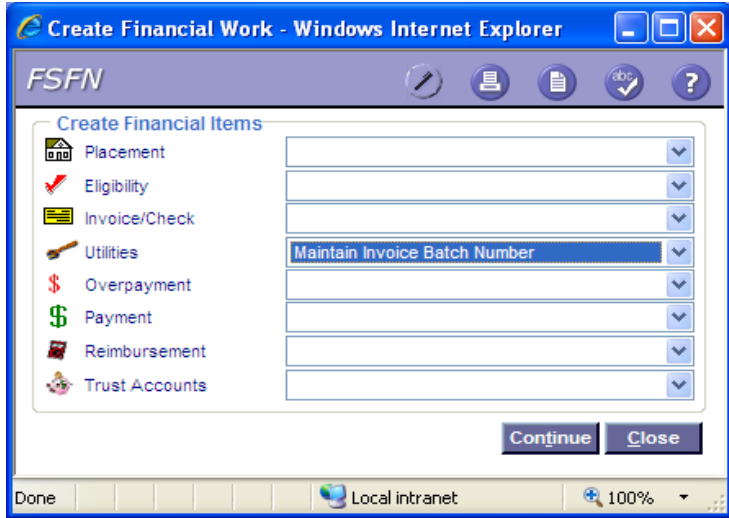 Create Financial Work - Windows Internet Explorer
FSFN
abc
?
Create Financial Items
Placement
Eligibility
Invoice/Check
Utilities Maintain Invoice Batch Number
$ Overpayment
$ Payment
Reimbursement
Trust Accounts
Continue Close
Done Local intranet 100%